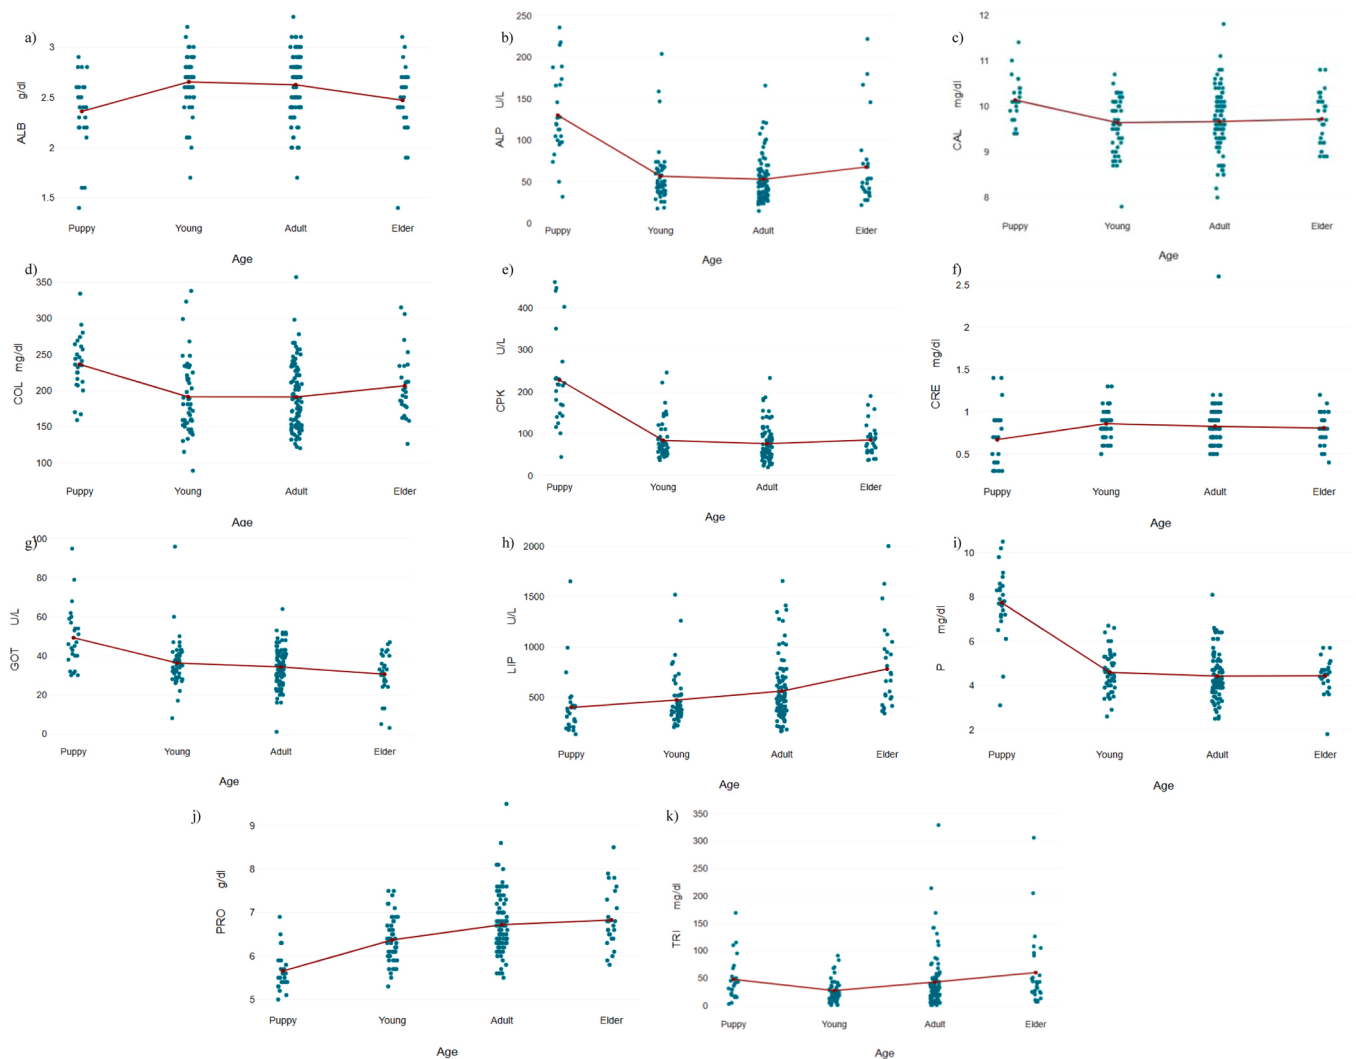 a)
ALB g/dl
3
2.5
2
1.5
Puppy Young Adult Elder
Age
b)
ALP U/L
250
200
150
100
50
0
Puppy Young Adult Elder
Age
c)
CAL mg/dl
12
11
10
9
8
Puppy Young Adult Elder
Age
d)
COL mg/dl
350
300
250
200
150
100
Puppy Young Adult Elder
Age
e)
CPK U/L
400
300
200
100
0
Puppy Young Adult Elder
Age
f)
CRE mg/dl
2.5
2
1.5
1
0.5
Puppy Young Adult Elder
Age
g)
GOT U/L
100
80
60
40
20
0
Puppy Young Adult Elder
Age
h)
LIP U/L
2000
1500
1000
500
Puppy Young Adult Elder
Age
i)
P mg/dl
10
8
6
4
2
Puppy Young Adult Elder
Age
j)
PRO g/dl
9
8
7
6
5
Puppy Young Adult Elder
Age
k)
TRI mg/dl
350
300
250
200
150
100
50
0
Puppy Young Adult Elder
Age